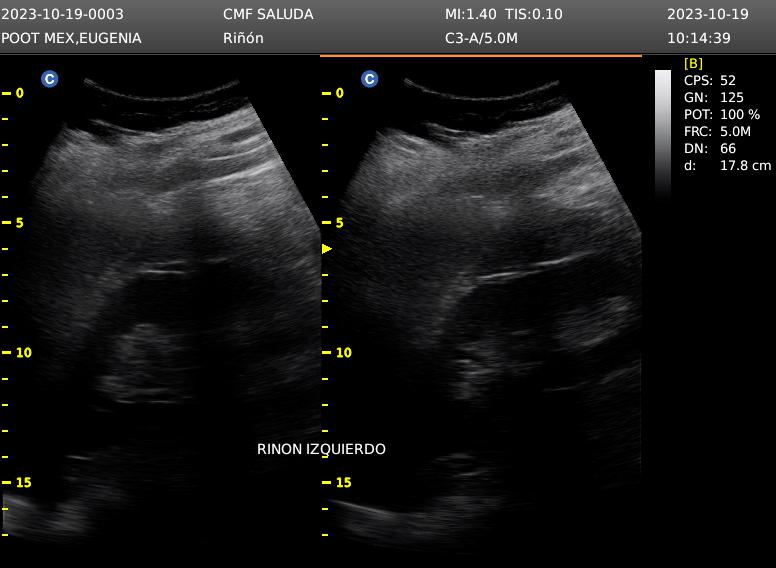 2023-10-19-0003 CMF SALUDA MI:1.40 TIS:0.10 2023-10-19
POOT MEX,EUGENIA Riñón C3-A/5.0M 10:14:39
[B]
CPS: 52
GN: 125
POT: 100 %
FRC: 5.0M
DN: 66
d: 17.8 cm
C C
0 0
5 5
10 10
RINON IZQUIERDO
15 15